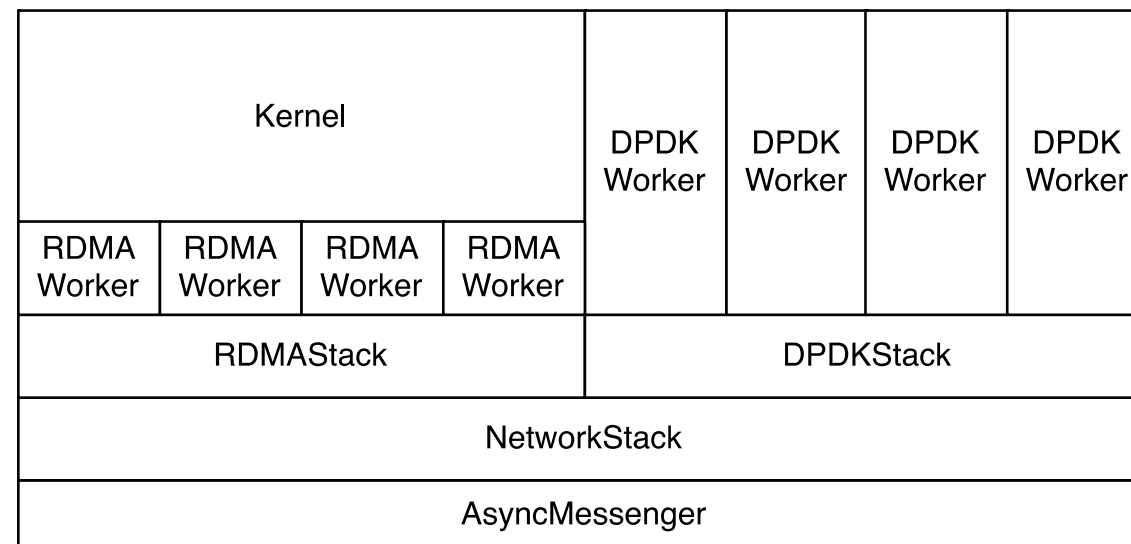 Kernel
DPDK
Worker
DPDK
Worker
DPDK
Worker
DPDK
Worker
RDMA
Worker
RDMA
Worker
RDMA
Worker
RDMA
Worker
RDMAStack
DPDKStack
NetworkStack
AsyncMessenger